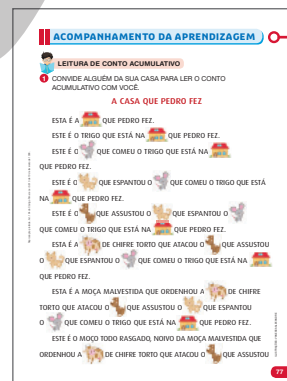 ACOMPANHAMENTO DA APRENDIZAGEM
LEITURA DE CONTO ACUMULATIVO
1 CONVIDE ALGUÉM DA SUA CASA PARA LER O CONTO
ACUMULATIVO COM VOCÊ.
A CASA QUE PEDRO FEZ
ESTA É A QUE PEDRO FEZ.
ESTE É O TRIGO QUE ESTÁ NA QUE PEDRO FEZ.
ESTE É O QUE COMEU O TRIGO QUE ESTÁ NA
QUE PEDRO FEZ.
ESTE É O QUE ESPANTOU O QUE COMEU O TRIGO QUE ESTÁ
NA QUE PEDRO FEZ.
ESTE É O QUE ASSUSTOU O QUE ESPANTOU O
QUE COMEU O TRIGO QUE ESTÁ NA QUE PEDRO FEZ.
ESTA É A DE CHIFRE TORTO QUE ATACOU O QUE ASSUSTOU
O QUE ESPANTOU O QUE COMEU O TRIGO QUE ESTÁ NA
QUE PEDRO FEZ.
ESTA É A MOÇA MALVESTIDA QUE ORDENHOU A DE CHIFRE
TORTO QUE ATACOU O QUE ASSUSTOU O QUE ESPANTOU
O QUE COMEU O TRIGO QUE ESTÁ NA QUE PEDRO FEZ.
ESTE É O MOÇO TODO RASGADO, NOIVO DA MOÇA MALVESTIDA QUE
ORDENHOU A DE CHIFRE TORTO QUE ATACOU O QUE ASSUSTOU
77